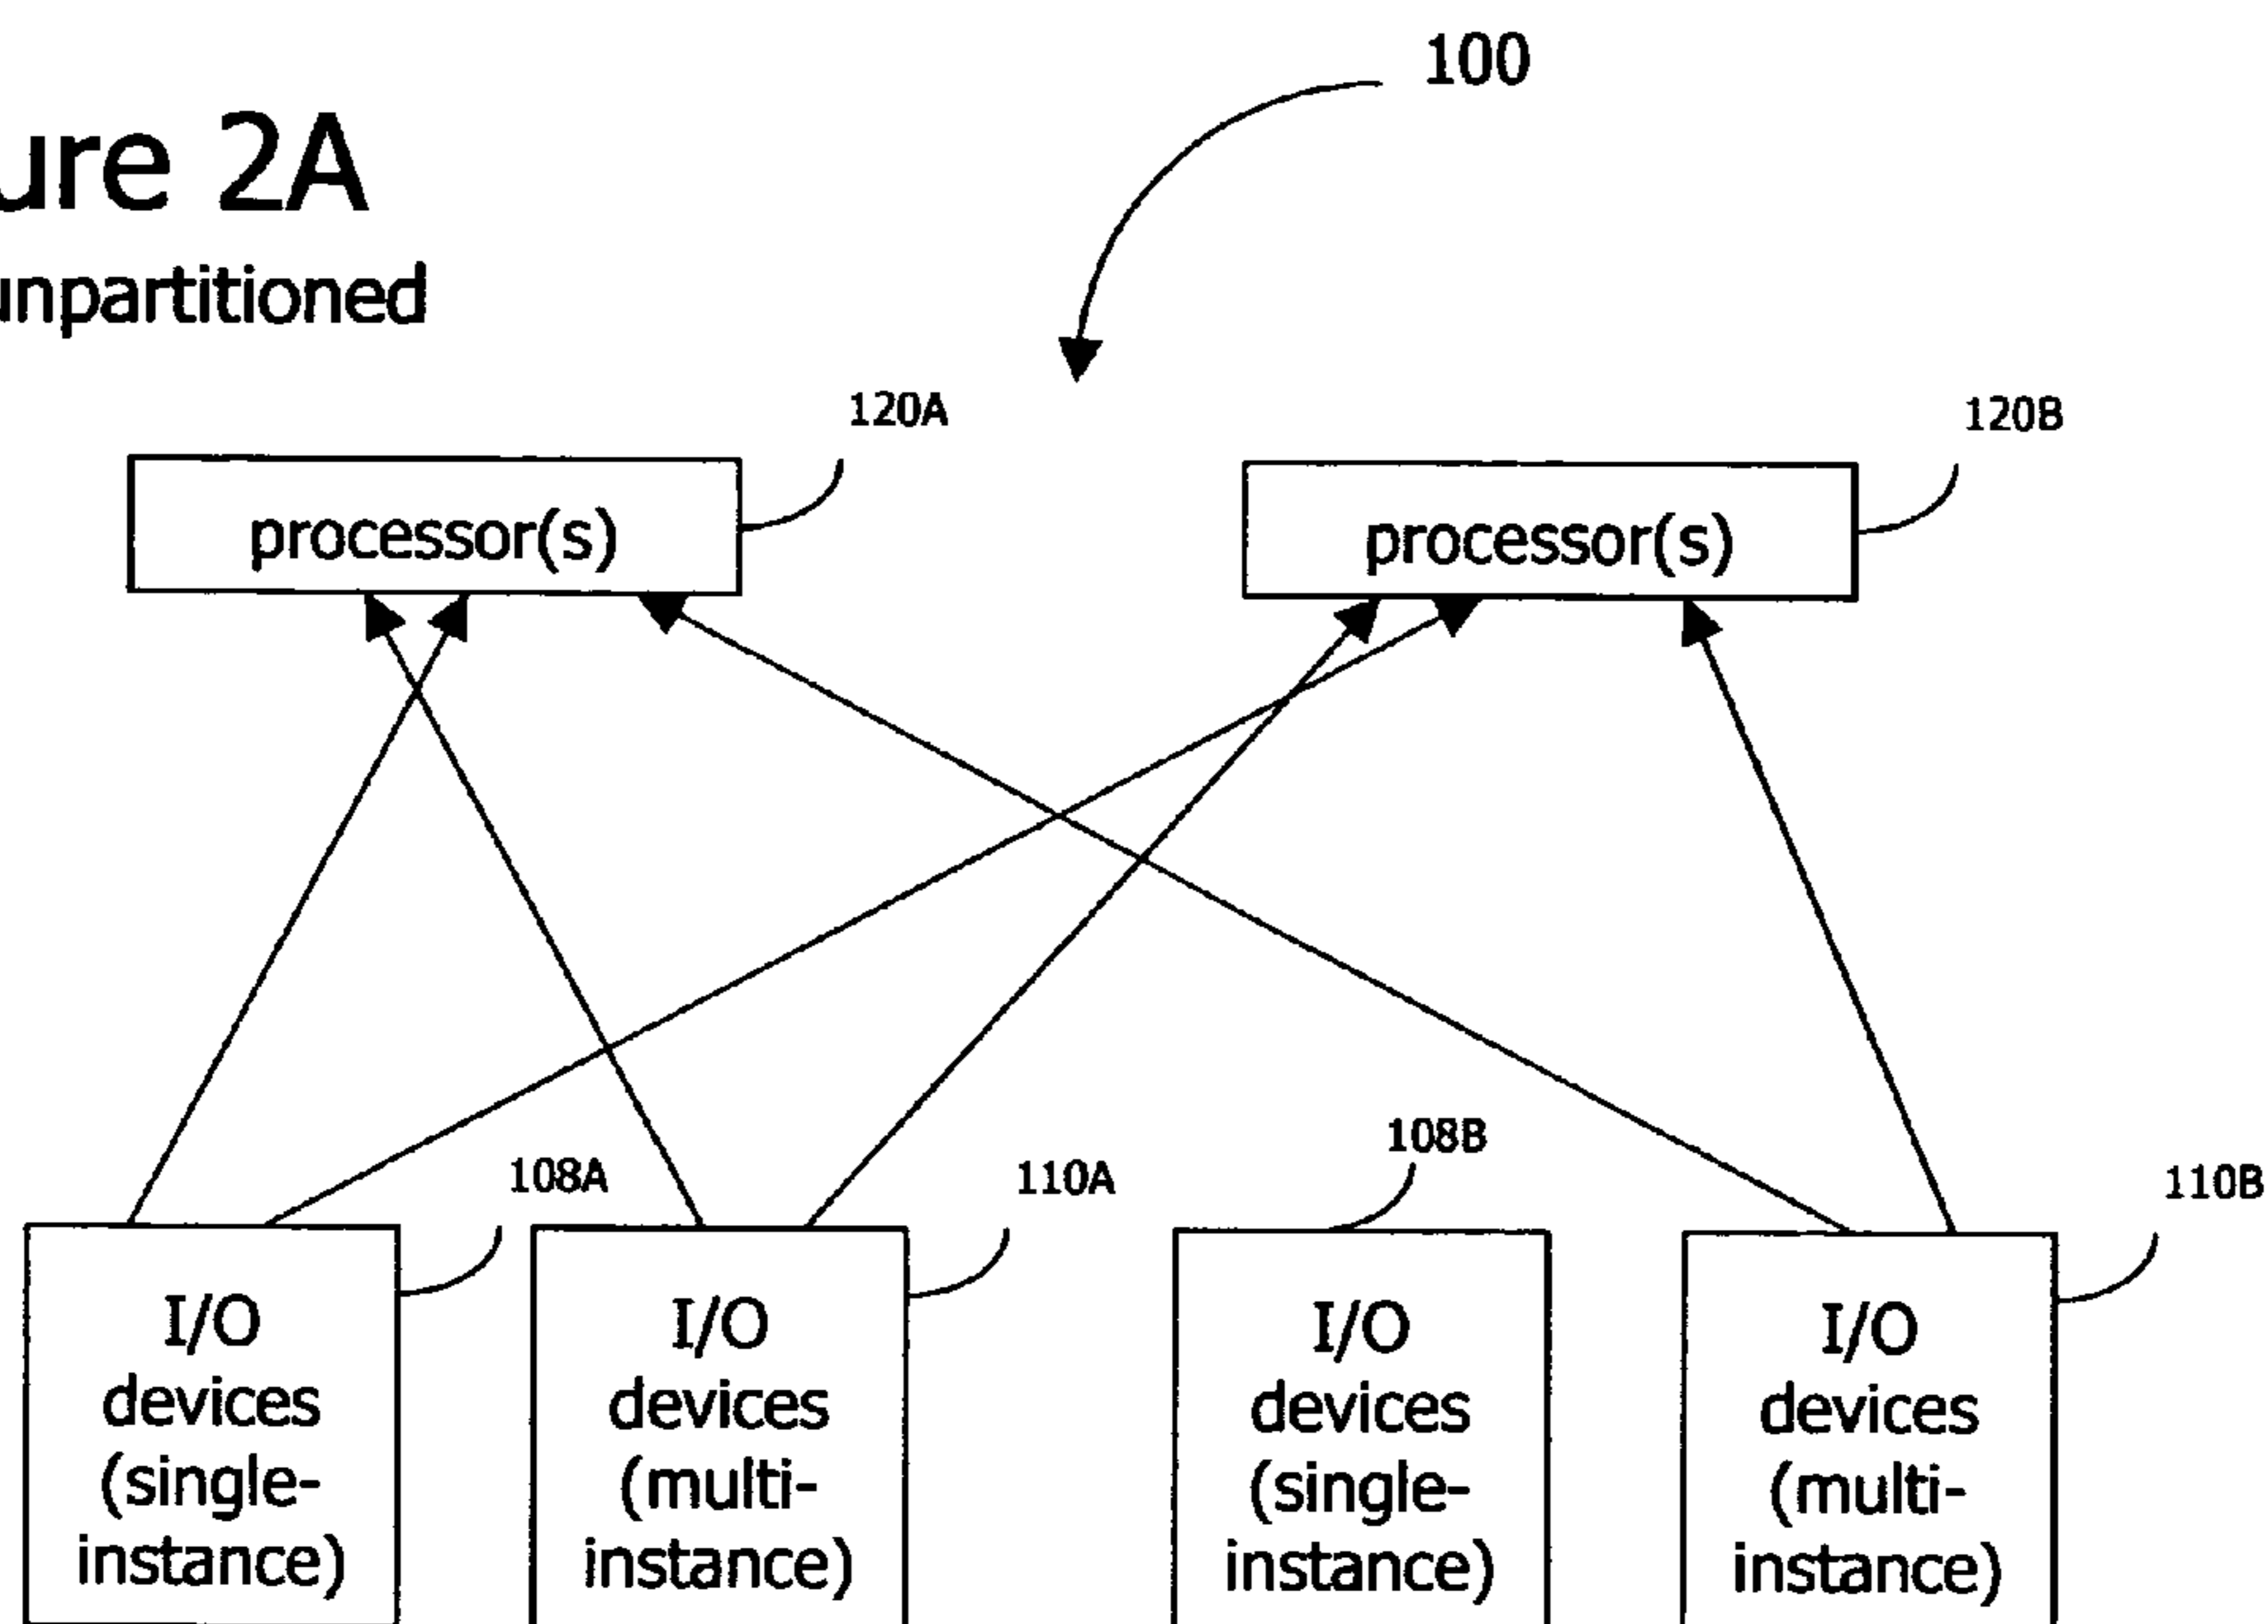 100
ure 2A
unpartitioned
120A
120B
processor(s)
processor(s)
108A
110A
108B
110B
I/O
devices
(single-
instance)
I/O
devices
(multi-
instance)
I/O
devices
(single-
instance)
I/O
devices
(multi-
instance)